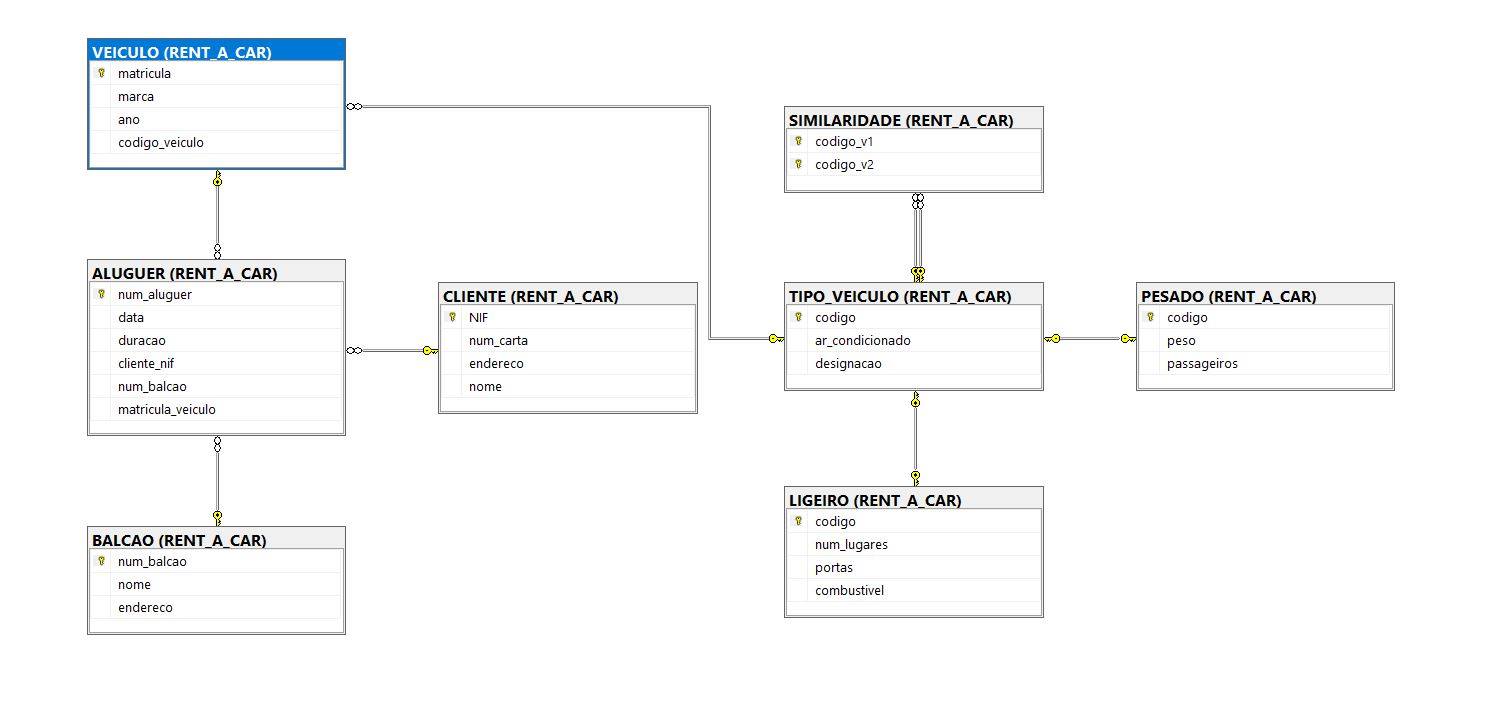 VEICULO (RENT_A_CAR)
matricula
marca
ano
codigo_veiculo
SIMILARIDADE (RENT_A_CAR)
codigo_v1
codigo_v2
ALUGUER (RENT_A_CAR)
num_aluguer
data
duracao
cliente_nif
num_balcao
matricula_veiculo
CLIENTE (RENT_A_CAR)
NIF
num_carta
endereco
nome
TIPO_VEICULO (RENT_A_CAR)
codigo
ar_condicionado
designacao
PESADO (RENT_A_CAR)
codigo
peso
passageiros
LIGEIRO (RENT_A_CAR)
codigo
num_lugares
portas
combustivel
BALCAO (RENT_A_CAR)
num_balcao
nome
endereco